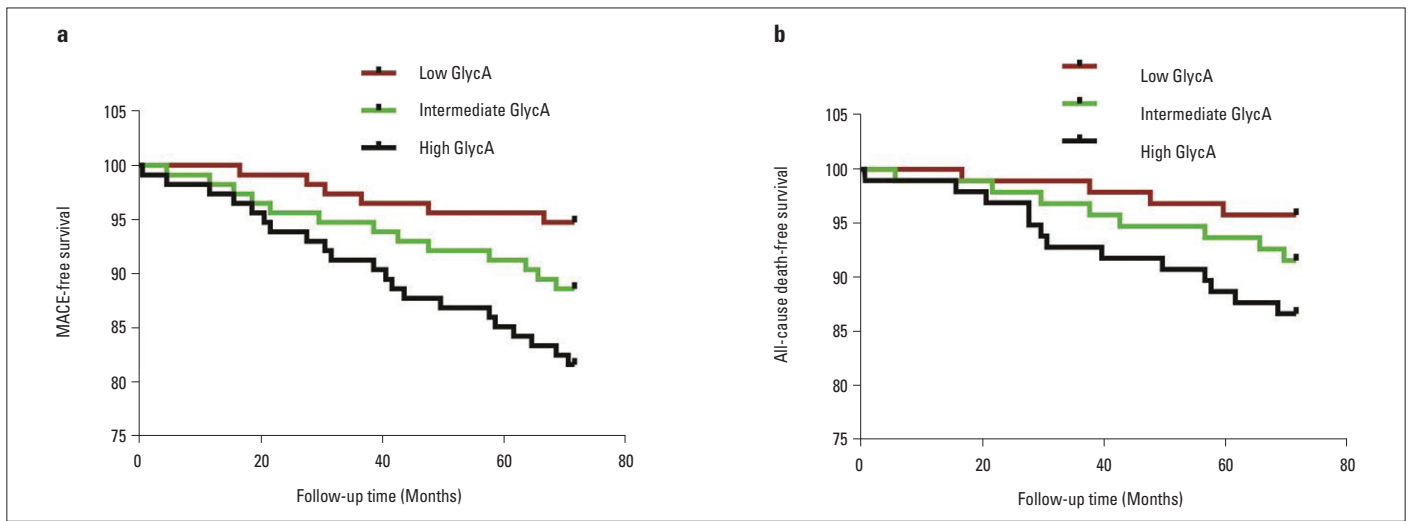 a
Low GlycA
Intermediate GlycA
High GlycA
105
100
95
90
85
80
75
0
20
40
60
80
MACE-free survival
Follow-up time (Months)
b
Low GlycA
Intermediate GlycA
High GlycA
105
100
95
90
85
80
75
0
20
40
60
80
All-cause death-free survival
Follow-up time (Months)